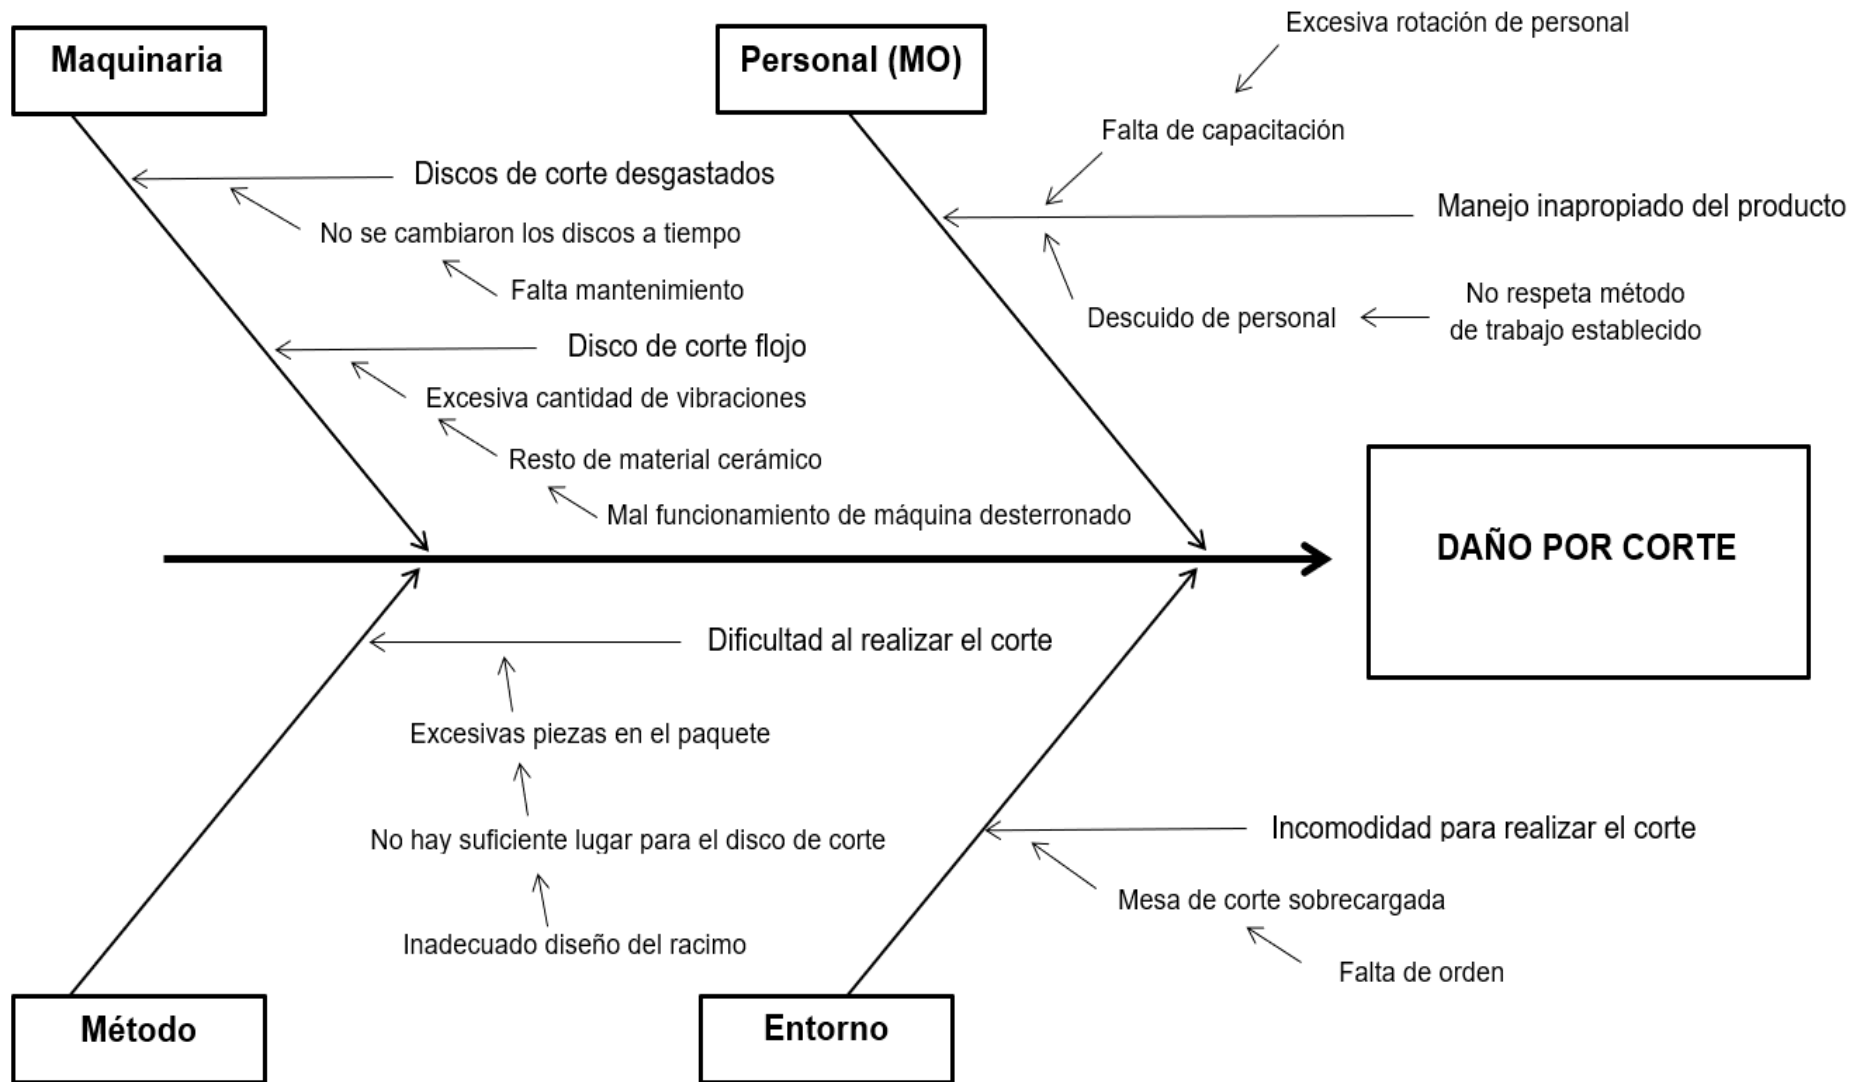 Maquinaria
Personal (MO)
Excesiva rotación de personal
Falta de capacitación
Discos de corte desgastados
Manejo inapropiado del producto
No se cambiaron los discos a tiempo
Falta mantenimiento
No respeta método
de trabajo establecido
Descuido de personal
Disco de corte flojo
Excesiva cantidad de vibraciones
Resto de material cerámico
Mal funcionamiento de máquina desterronado
DAÑO POR CORTE
Dificultad al realizar el corte
Excesivas piezas en el paquete
No hay suficiente lugar para el disco de corte
Inadecuado diseño del racimo
Incomodidad para realizar el corte
Mesa de corte sobrecargada
Falta de orden
Método
Entorno